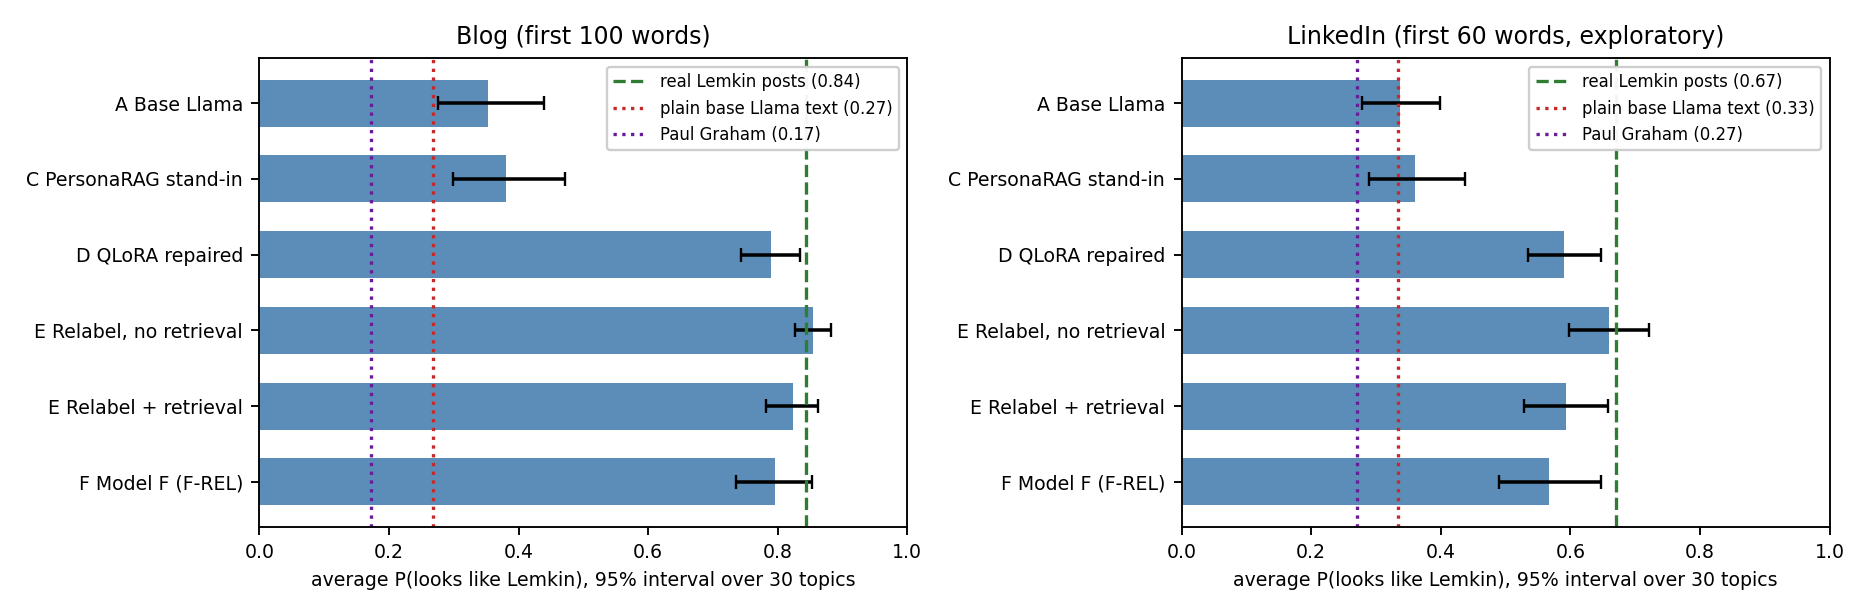 Blog (first 100 words)
real Lemkin posts (0.84)
plain base Llama text (0.27)
Paul Graham (0.17)
A Base Llama
C PersonaRAG stand-in
D QLoRA repaired
E Relabel, no retrieval
E Relabel + retrieval
F Model F (F-REL)
0.0 0.2 0.4 0.6 0.8 1.0
average P(looks like Lemkin), 95% interval over 30 topics
LinkedIn (first 60 words, exploratory)
real Lemkin posts (0.67)
plain base Llama text (0.33)
Paul Graham (0.27)
A Base Llama
C PersonaRAG stand-in
D QLoRA repaired
E Relabel, no retrieval
E Relabel + retrieval
F Model F (F-REL)
0.0 0.2 0.4 0.6 0.8 1.0
average P(looks like Lemkin), 95% interval over 30 topics